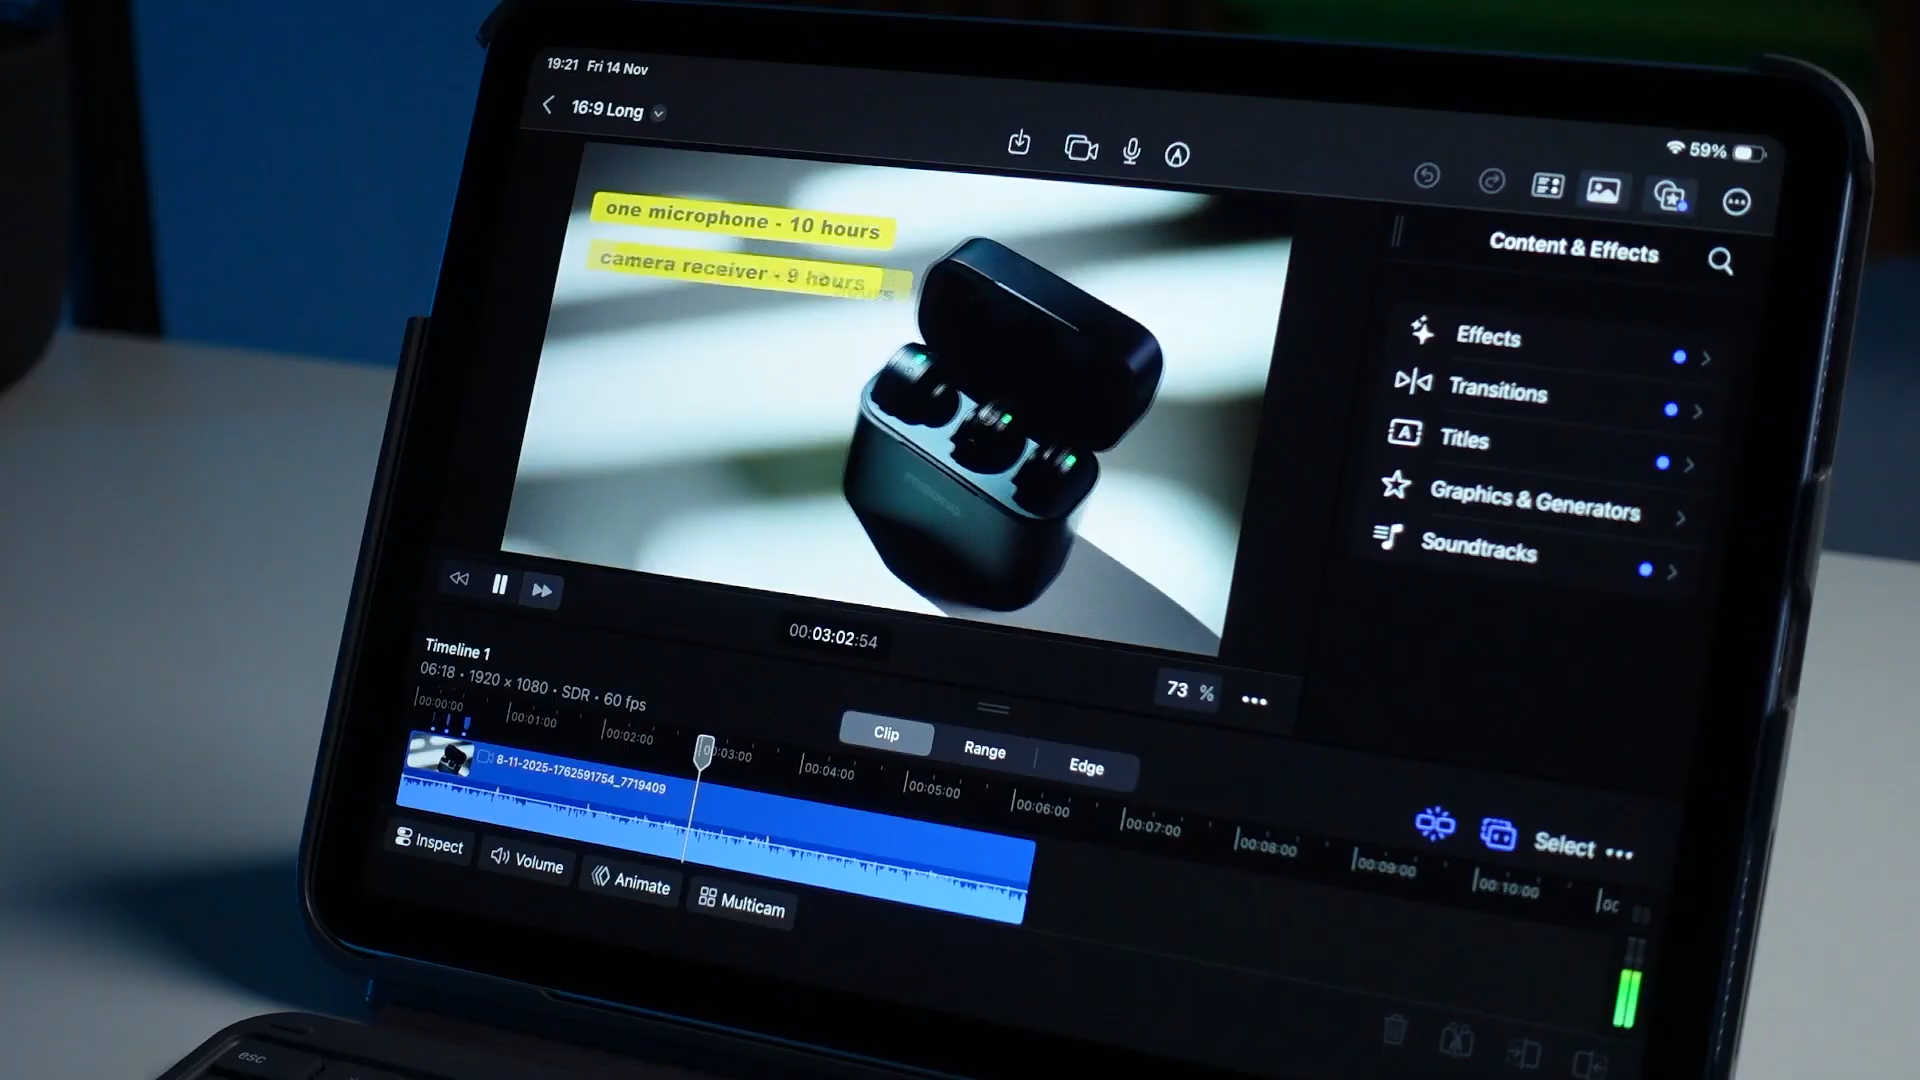 19:21 Fri 14 Nov
59%
16:9 Long
one microphone - 10 hours
camera receiver - 9 hours
Content & Effects
Effects
Transitions
Titles
Graphics & Generators
Soundtracks
00:03:02:54
73 %
Timeline 1
06:18 • 1920 × 1080 • SDR • 60 fps
Clip
Range
Edge
00:00:00
00:01:00
00:02:00
00:03:00
00:04:00
00:05:00
00:06:00
00:07:00
00:08:00
00:09:00
00:10:00
8-11-2025-1762591754_7719409
Select
Inspect
Volume
Animate
Multicam
esc